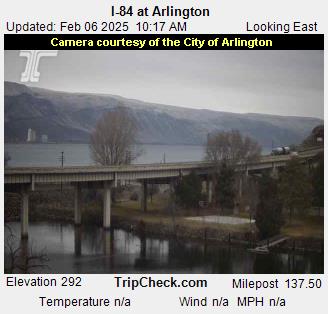 I-84 at Arlington
Updated: Feb 06 2025 10:17 AM Looking East
Camera courtesy of the City of Arlington
Elevation 292 TripCheck.com Milepost 137.50
Temperature n/a Wind n/a MPH n/a